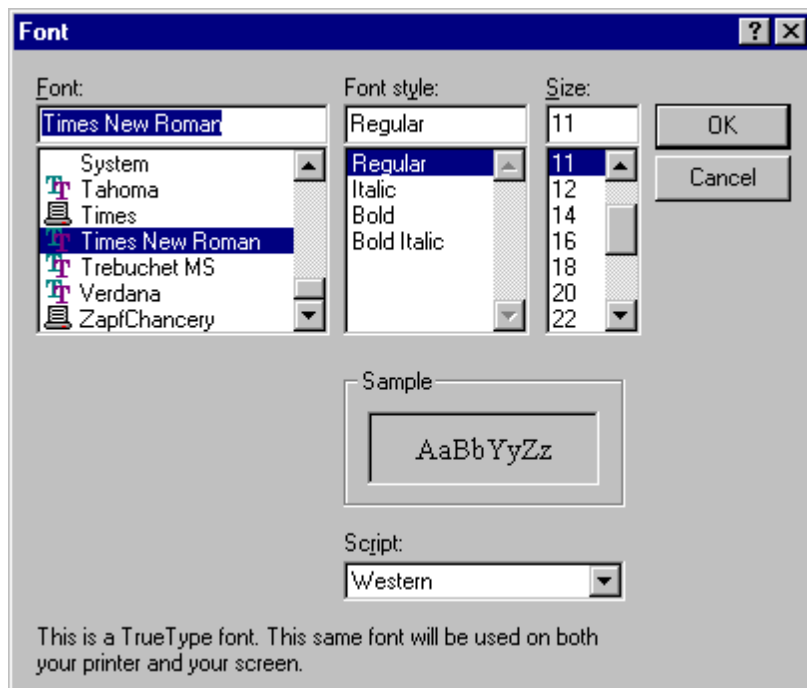 Font
Font:
Times New Roman
System
Tahoma
Times
Times New Roman
Trebuchet MS
Verdana
ZapfChancery
Font style:
Regular
Regular
Italic
Bold
Bold Italic
Size:
11
11
12
14
16
18
20
22
OK
Cancel
Sample
AaBbYyZz
Script:
Western
This is a TrueType font. This same font will be used on both
your printer and your screen.